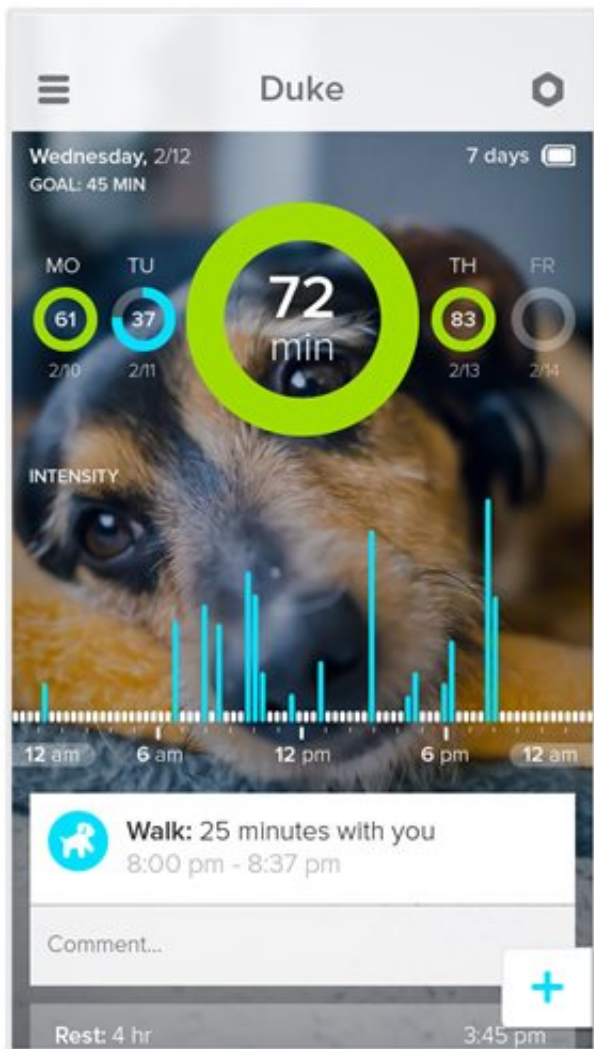 Duke
Wednesday, 2/12
7 days
GOAL: 45 MIN
MO
TU
TH
FR
61
37
72
min
83
2/10
2/11
2/13
2/14
INTENSITY
12 am
6 am
12 pm
6 pm
12 am
Walk: 25 minutes with you
8:00 pm - 8:37 pm
Comment...
+
Rest: 4 hr
3:45 pm